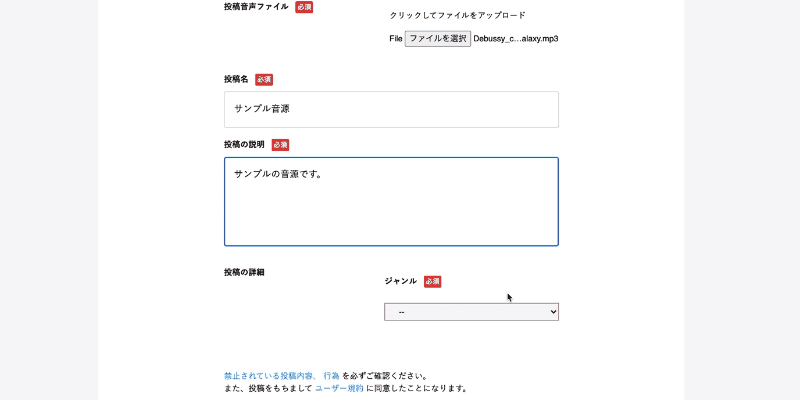 投稿音声ファイル 必須
クリックしてファイルをアップロード
File ファイルを選択 Debussy_c...alaxy.mp3
投稿名 必須
サンプル音源
投稿の説明 必須
サンプルの音源です。
投稿の詳細
ジャンル 必須
--
禁止されている投稿内容、 行為 を必ずご確認ください。
また、投稿をもちまして ユーザー規約 に同意したことになります。